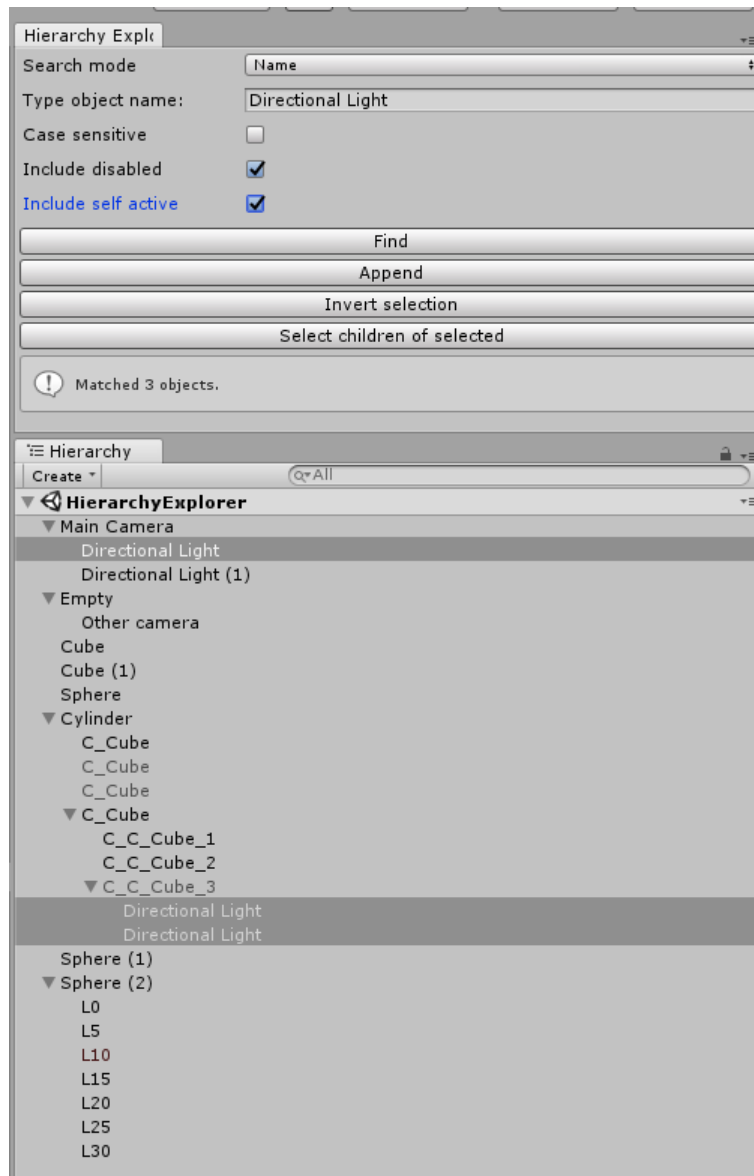 Hierarchy Explo
Search mode Name
Type object name: Directional Light
Case sensitive
Include disabled
Include self active
Find
Append
Invert selection
Select children of selected
Matched 3 objects.
Hierarchy
Create All
HierarchyExplorer
Main Camera
Directional Light
Directional Light (1)
Empty
Other camera
Cube
Cube (1)
Sphere
Cylinder
C_Cube
C_Cube
C_Cube
C_Cube
C_C_Cube_1
C_C_Cube_2
C_C_Cube_3
Directional Light
Directional Light
Sphere (1)
Sphere (2)
L0
L5
L10
L15
L20
L25
L30